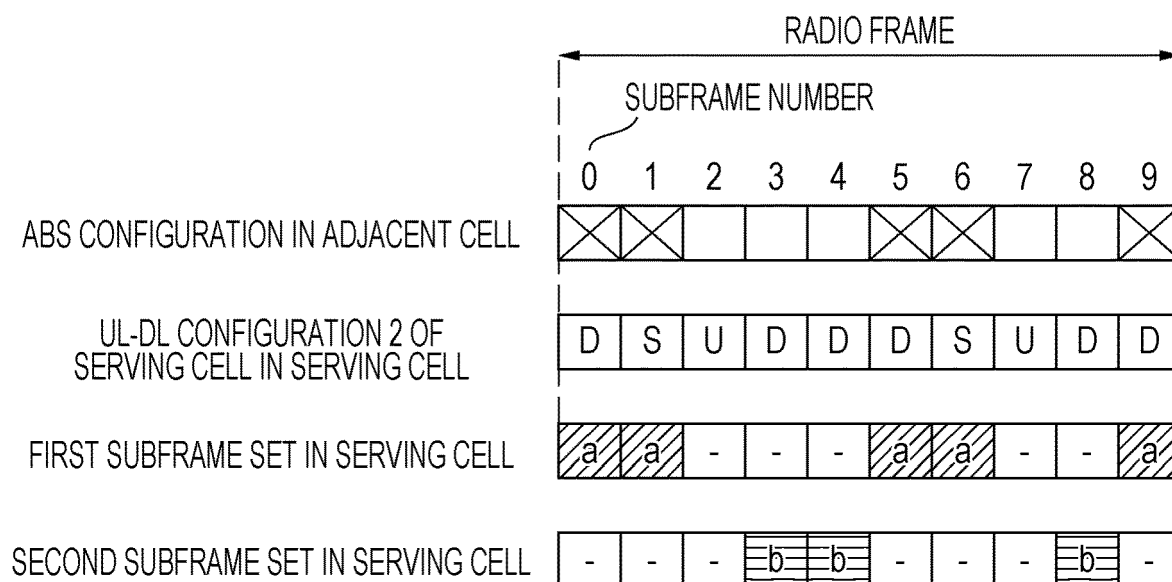 RADIO FRAME
SUBFRAME NUMBER
0 1 2 3 4 5 6 7 8 9
ABS CONFIGURATION IN ADJACENT CELL
UL-DL CONFIGURATION 2 OF
SERVING CELL IN SERVING CELL
D S U D D D S U D D
FIRST SUBFRAME SET IN SERVING CELL
a a - - - a a - - a
SECOND SUBFRAME SET IN SERVING CELL
- - - b b - - - b -